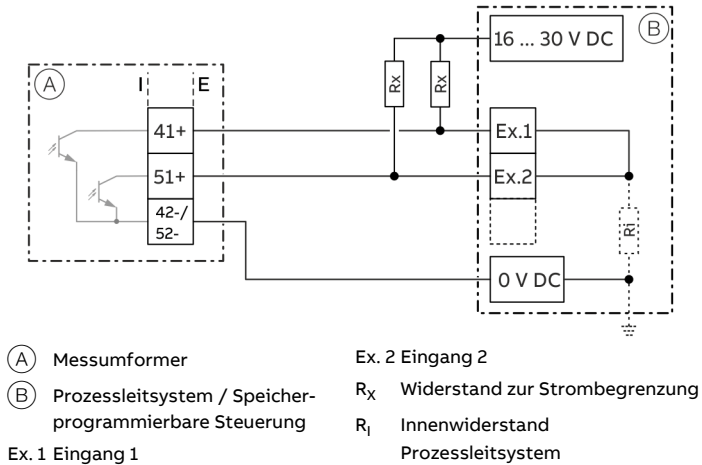 16 ... 30 V DC
B
A
I E
Rx
Rx
41+
Ex.1
51+
Ex.2
42-/
52-
Ri
0 V DC
A Messumformer
B Prozessleitsystem / Speicher-
programmierbare Steuerung
Ex. 1 Eingang 1
Ex. 2 Eingang 2
RX Widerstand zur Strombegrenzung
RI Innenwiderstand
Prozessleitsystem